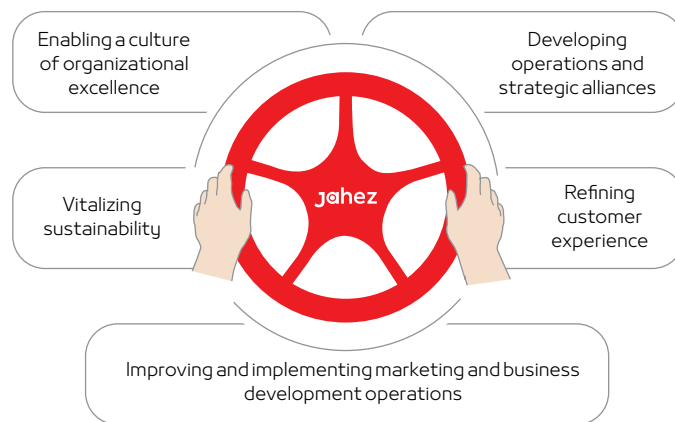 Enabling a culture
of organizational
excellence
Developing
operations and
strategic alliances
Vitalizing
sustainability
jahez
Refining
customer
experience
Improving and implementing marketing and business
development operations